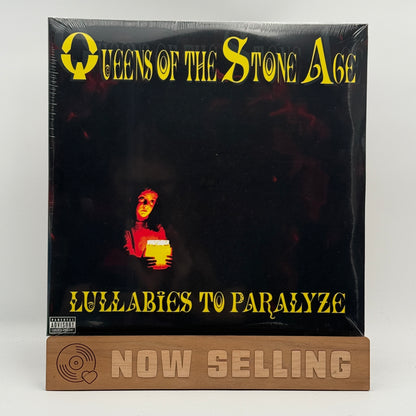 QUEENS OF THE STONE AGE
LULLABIES TO PARALYZE
PARENTAL
ADVISORY
EXPLICIT CONTENT
NOW SELLING